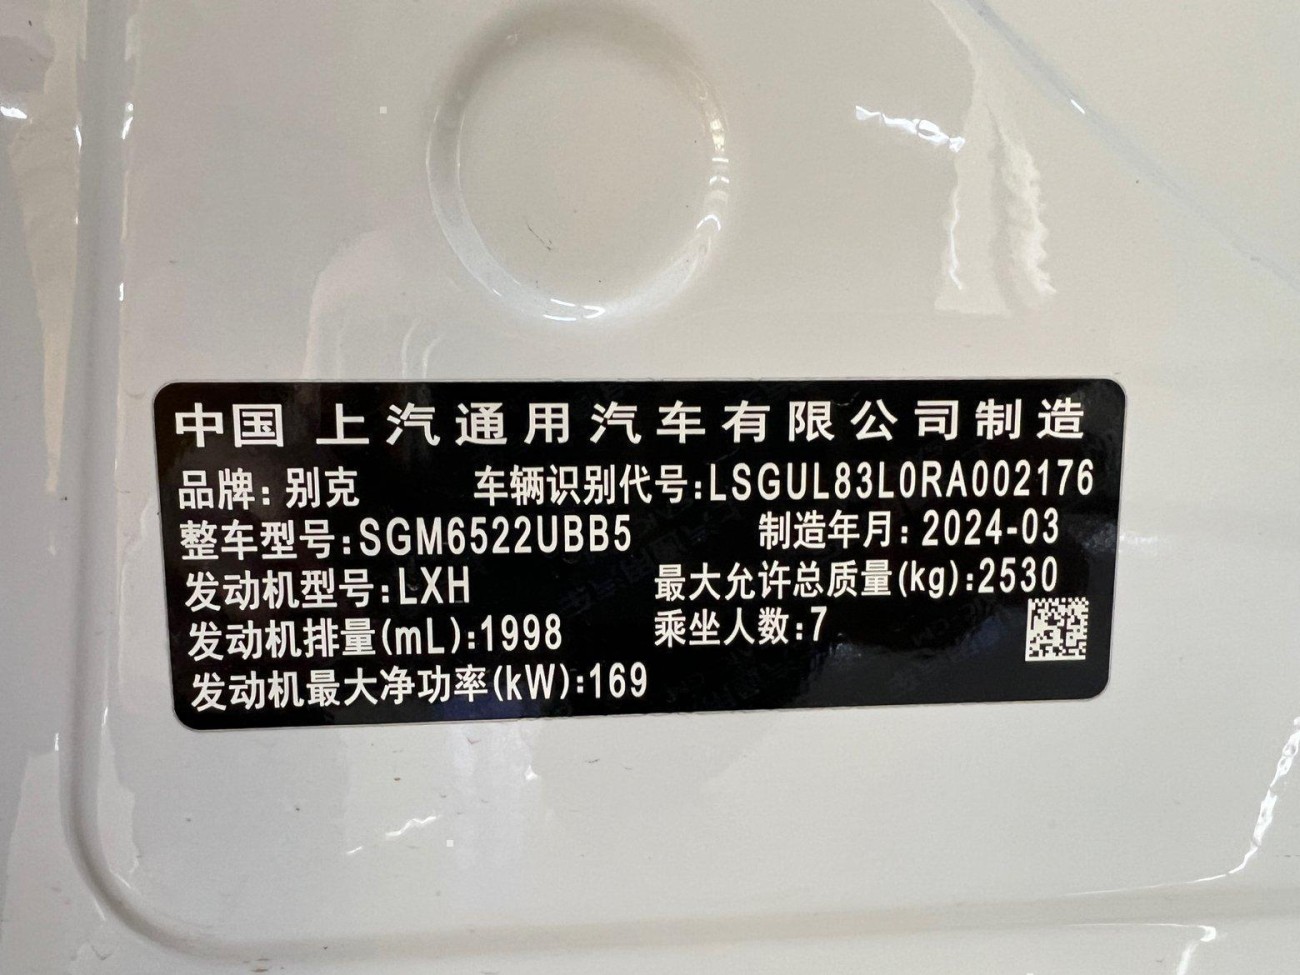 中国 上汽通用汽车有限公司制造
品牌: 别克 车辆识别代号:LSGUL83L0RA002176
整车型号:SGM6522UBB5 制造年月: 2024-03
发动机型号:LXH 最大允许总质量(kg):2530
发动机排量(mL):1998 乘坐人数:7
发动机最大净功率(kW):169